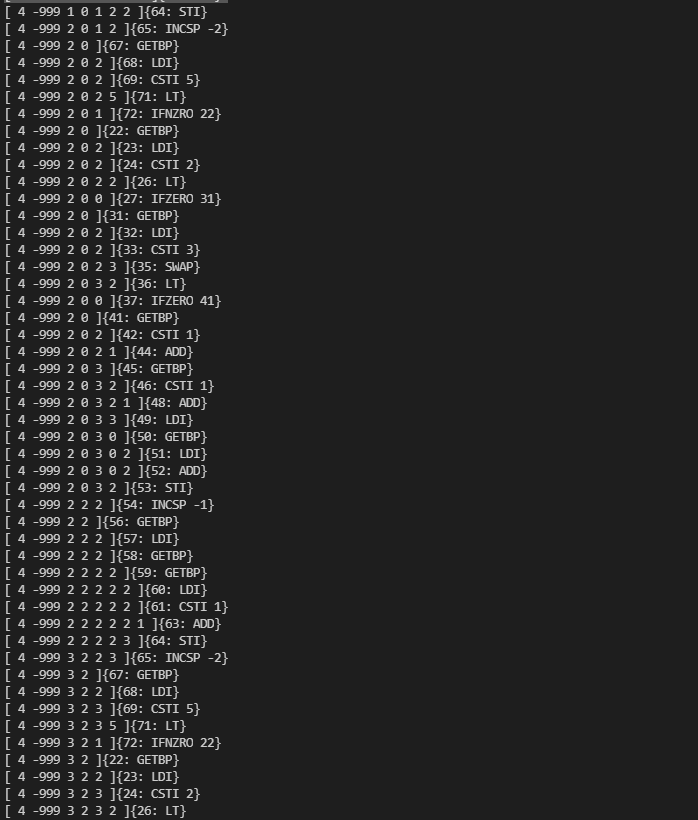 [ 4 -999 1 0 1 2 2 ]{64: STI}
[ 4 -999 2 0 1 2 ]{65: INCSP -2}
[ 4 -999 2 0 ]{67: GETBP}
[ 4 -999 2 0 2 ]{68: LDI}
[ 4 -999 2 0 2 ]{69: CSTI 5}
[ 4 -999 2 0 2 5 ]{71: LT}
[ 4 -999 2 0 1 ]{72: IFNZRO 22}
[ 4 -999 2 0 ]{22: GETBP}
[ 4 -999 2 0 2 ]{23: LDI}
[ 4 -999 2 0 2 ]{24: CSTI 2}
[ 4 -999 2 0 2 2 ]{26: LT}
[ 4 -999 2 0 0 ]{27: IFZERO 31}
[ 4 -999 2 0 ]{31: GETBP}
[ 4 -999 2 0 2 ]{32: LDI}
[ 4 -999 2 0 2 ]{33: CSTI 3}
[ 4 -999 2 0 2 3 ]{35: SWAP}
[ 4 -999 2 0 3 2 ]{36: LT}
[ 4 -999 2 0 0 ]{37: IFZERO 41}
[ 4 -999 2 0 ]{41: GETBP}
[ 4 -999 2 0 2 ]{42: CSTI 1}
[ 4 -999 2 0 2 1 ]{44: ADD}
[ 4 -999 2 0 3 ]{45: GETBP}
[ 4 -999 2 0 3 2 ]{46: CSTI 1}
[ 4 -999 2 0 3 2 1 ]{48: ADD}
[ 4 -999 2 0 3 3 ]{49: LDI}
[ 4 -999 2 0 3 0 ]{50: GETBP}
[ 4 -999 2 0 3 0 2 ]{51: LDI}
[ 4 -999 2 0 3 0 2 ]{52: ADD}
[ 4 -999 2 0 3 2 ]{53: STI}
[ 4 -999 2 2 2 ]{54: INCSP -1}
[ 4 -999 2 2 ]{56: GETBP}
[ 4 -999 2 2 2 ]{57: LDI}
[ 4 -999 2 2 2 ]{58: GETBP}
[ 4 -999 2 2 2 2 ]{59: GETBP}
[ 4 -999 2 2 2 2 2 ]{60: LDI}
[ 4 -999 2 2 2 2 2 ]{61: CSTI 1}
[ 4 -999 2 2 2 2 2 1 ]{63: ADD}
[ 4 -999 2 2 2 2 3 ]{64: STI}
[ 4 -999 3 2 2 3 ]{65: INCSP -2}
[ 4 -999 3 2 ]{67: GETBP}
[ 4 -999 3 2 2 ]{68: LDI}
[ 4 -999 3 2 3 ]{69: CSTI 5}
[ 4 -999 3 2 3 5 ]{71: LT}
[ 4 -999 3 2 1 ]{72: IFNZRO 22}
[ 4 -999 3 2 ]{22: GETBP}
[ 4 -999 3 2 2 ]{23: LDI}
[ 4 -999 3 2 3 ]{24: CSTI 2}
[ 4 -999 3 2 3 2 ]{26: LT}